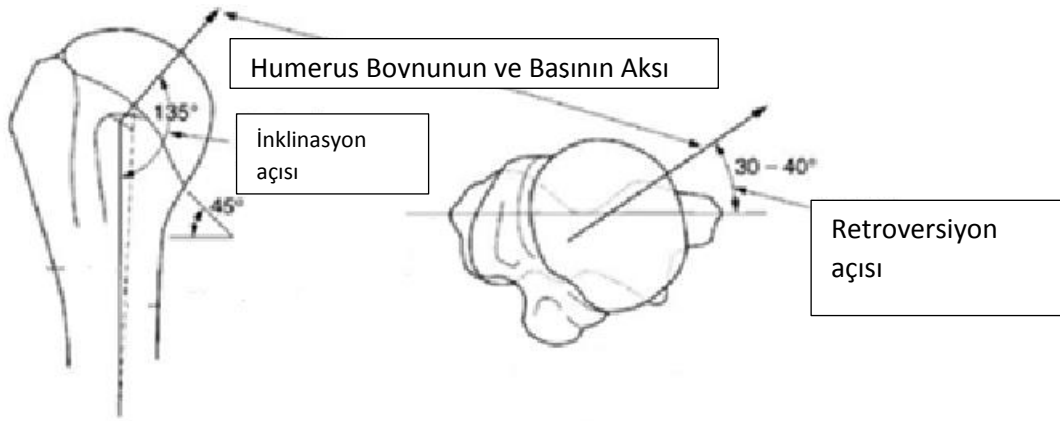 Humerus Boynunun ve Basının Aksı
135°
İnklinasyon
açısı
45°
30 – 40°
Retroversiyon
açısı